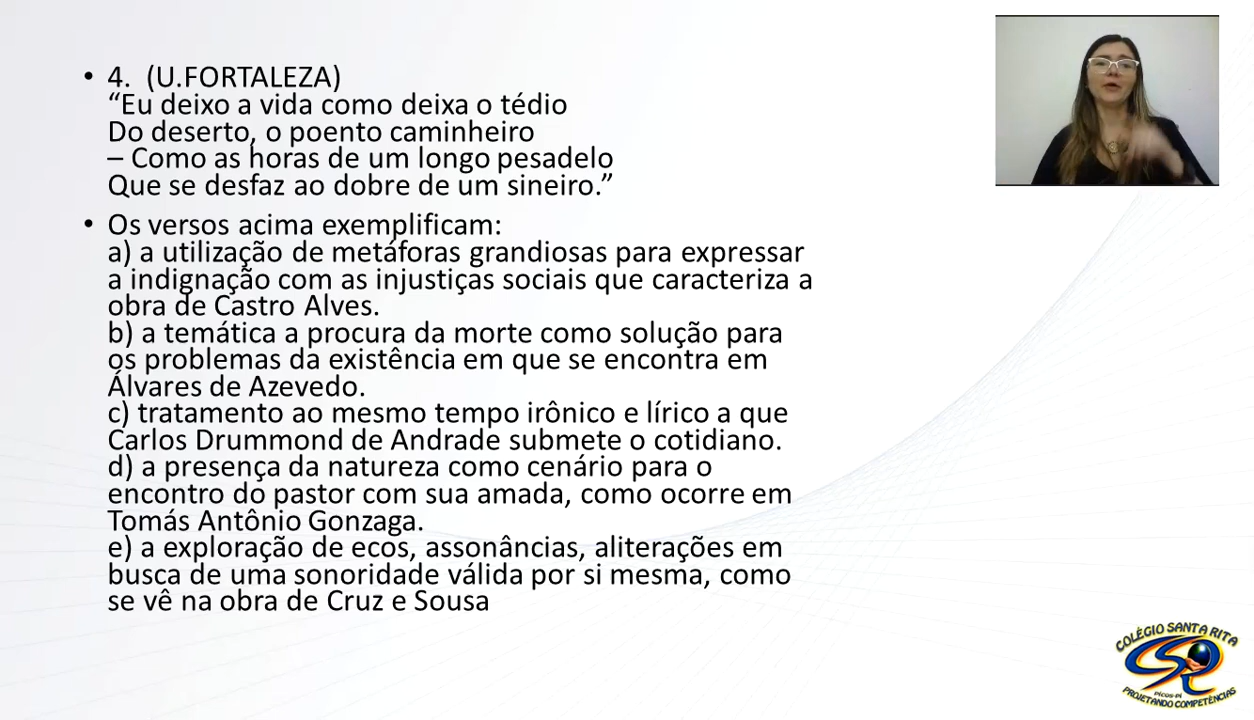 • 4. (U.FORTALEZA)
“Eu deixo a vida como deixa o tédio
Do deserto, o poento caminheiro
– Como as horas de um longo pesadelo
Que se desfaz ao dobre de um sineiro.”
• Os versos acima exemplificam:
a) a utilização de metáforas grandiosas para expressar
a indignação com as injustiças sociais que caracteriza a
obra de Castro Alves.
b) a temática a procura da morte como solução para
os problemas da existência em que se encontra em
Álvares de Azevedo.
c) tratamento ao mesmo tempo irônico e lírico a que
Carlos Drummond de Andrade submete o cotidiano.
d) a presença da natureza como cenário para o
encontro do pastor com sua amada, como ocorre em
Tomás Antônio Gonzaga.
e) a exploração de ecos, assonâncias, aliterações em
busca de uma sonoridade válida por si mesma, como
se vê na obra de Cruz e Sousa
COLÉGIO SANTA RITA
CSR
PICOS-PI
PROJETANDO COMPETÊNCIAS